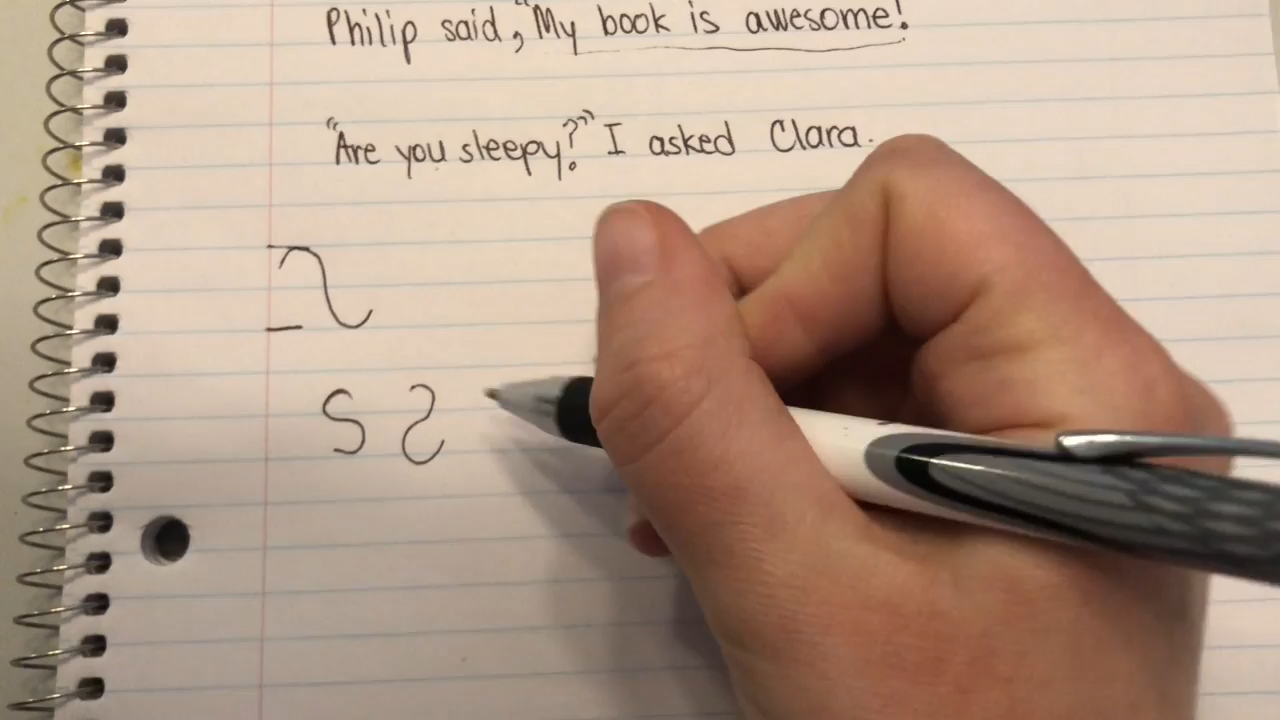 Philip said, "My book is awesome!
"Are you sleepy?" I asked Clara.
S